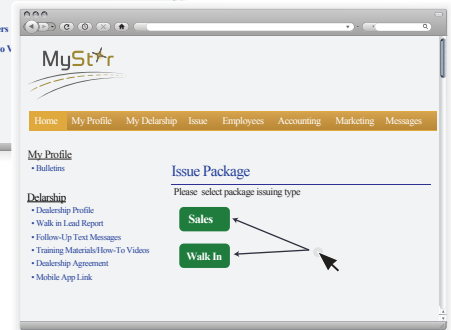 rs
o V
MySt r
Home My Profile My Delarship Issue Employees Accounting Marketing Messages
My Profile
• Bulletins
Delarship
• Dealership Profile
• Walk in Lead Report
• Follow-Up Text Messages
• Training Materials/How-To Videos
• Dealership Agreement
• Mobile App Link
Issue Package
Please select package issuing type
Sales
Walk In